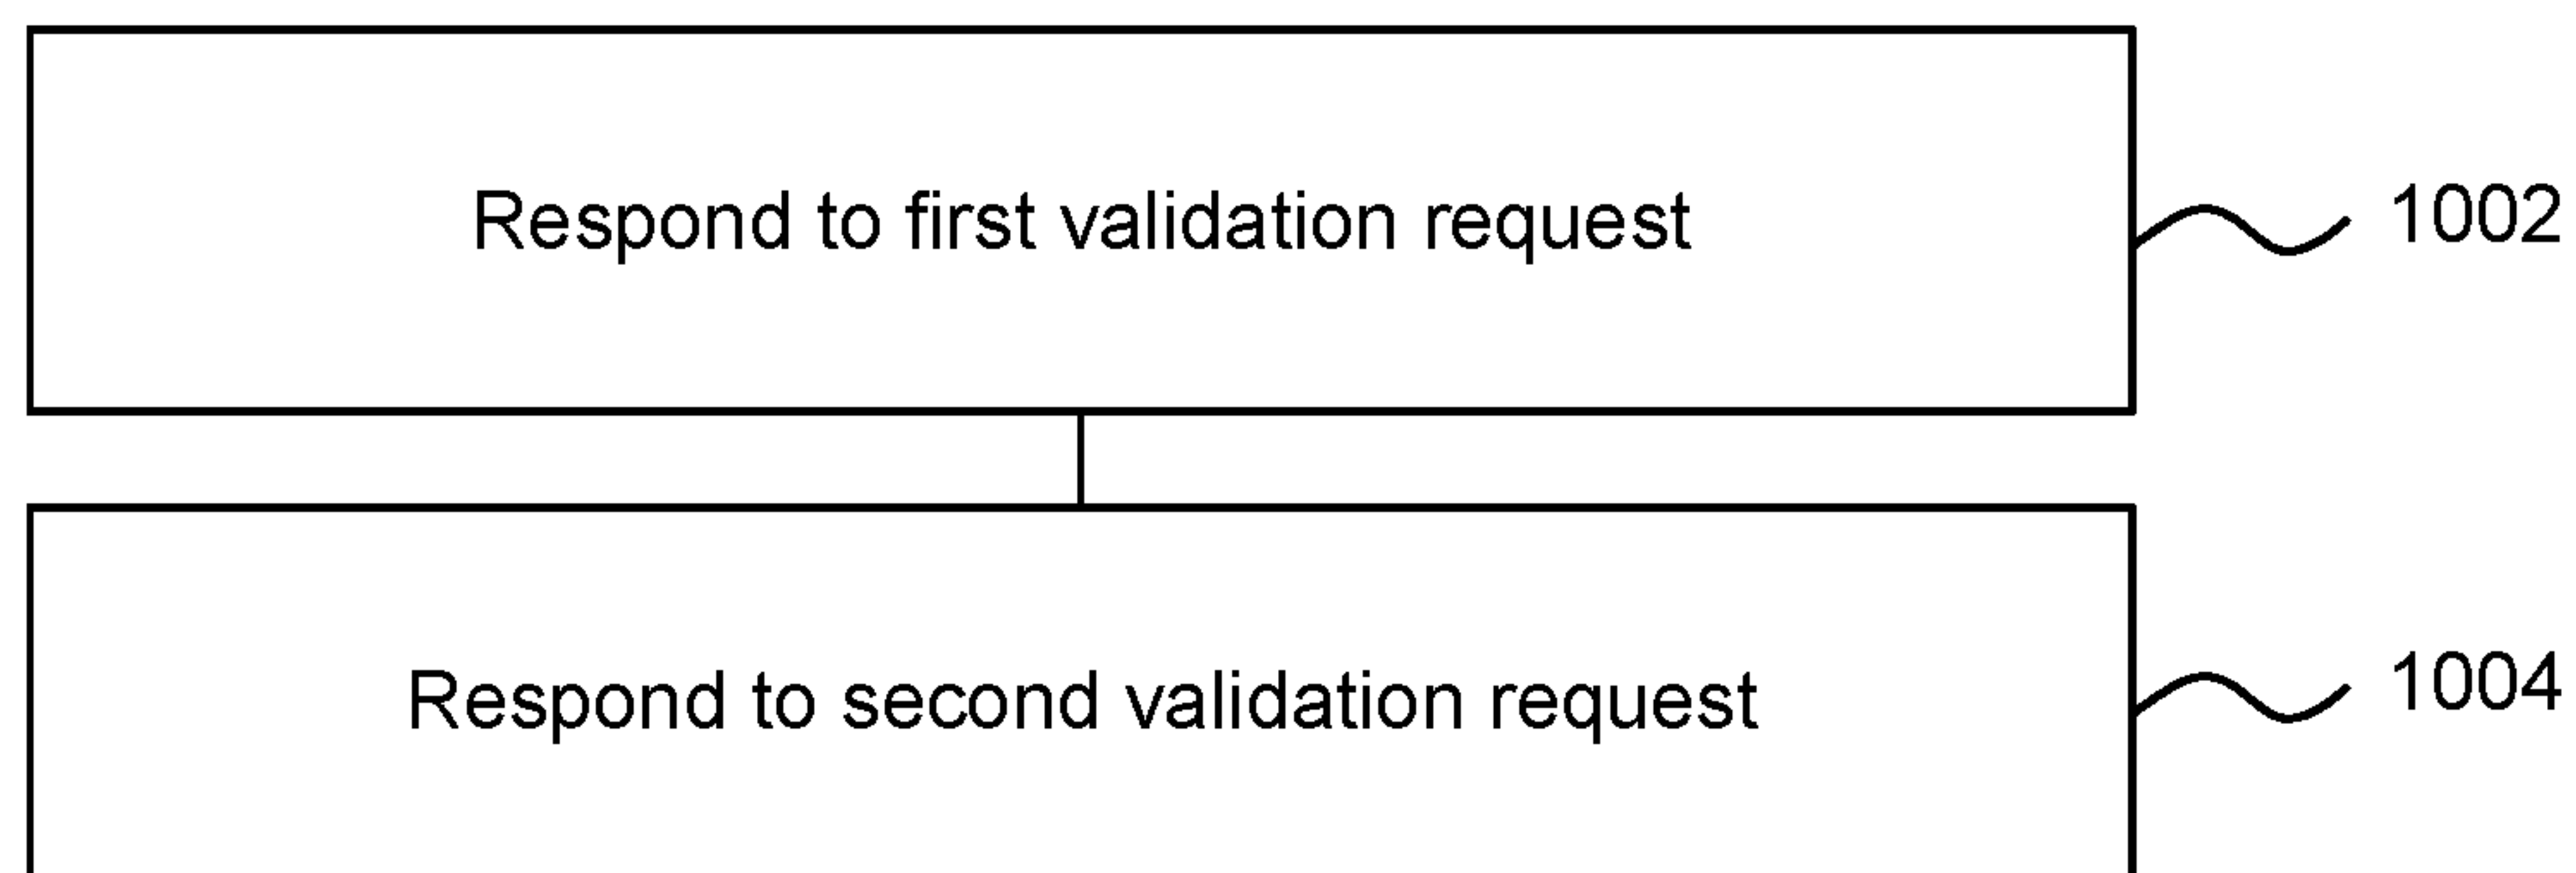 Respond to first validation request
1002
Respond to second validation request
1004